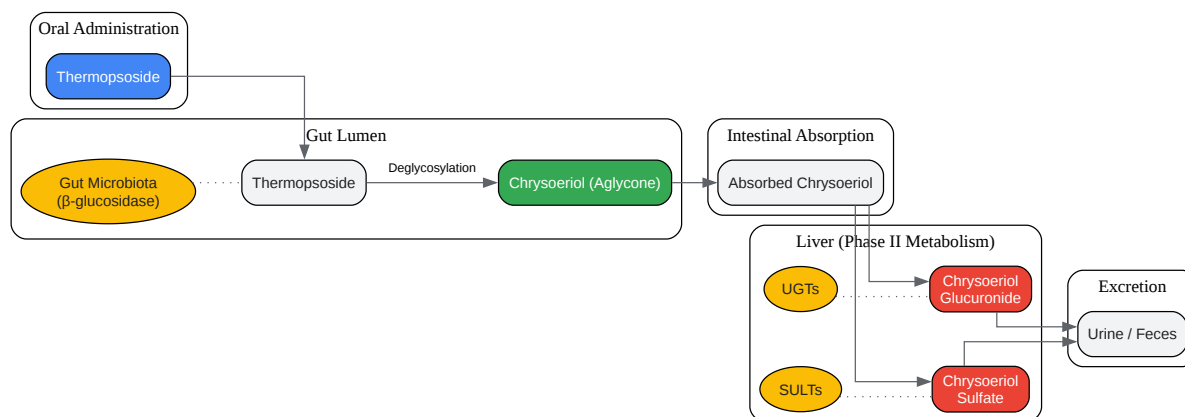 Oral Administration
Thermopsoside
Gut Lumen
Gut Microbiota
(β-glucosidase)
Thermopsoside
Deglycosylation
Chrysoeriol (Aglycone)
Intestinal Absorption
Absorbed Chrysoeriol
Liver (Phase II Metabolism)
UGTs
Chrysoeriol
Glucuronide
SULTs
Chrysoeriol
Sulfate
Excretion
Urine / Feces